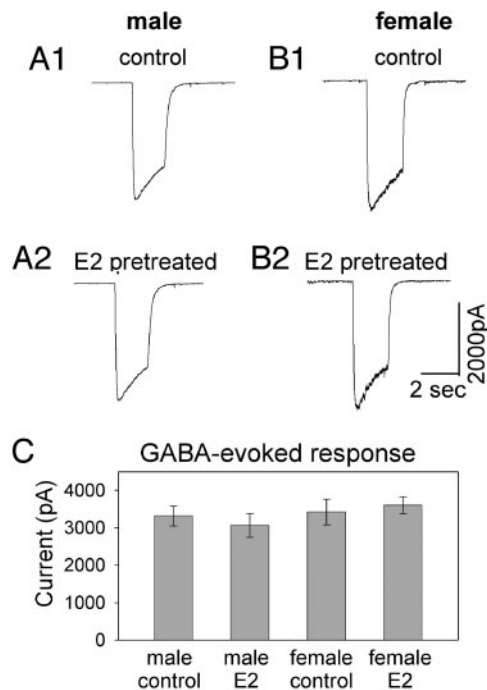 male female
A1 control B1 control
A2 E2 pretreated B2 E2 pretreated
2000pA
2 sec
C GABA-evoked response
Current (pA)
4000
3000
2000
1000
0
male control
male E2
female control
female E2